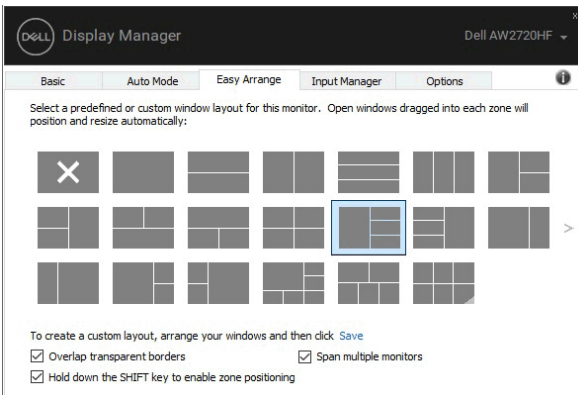 DELL Display Manager
Dell AW2720HF
Basic Auto Mode Easy Arrange Input Manager Options
Select a predefined or custom window layout for this monitor. Open windows dragged into each zone will
position and resize automatically:
To create a custom layout, arrange your windows and then click Save
Overlap transparent borders
Span multiple monitors
Hold down the SHIFT key to enable zone positioning